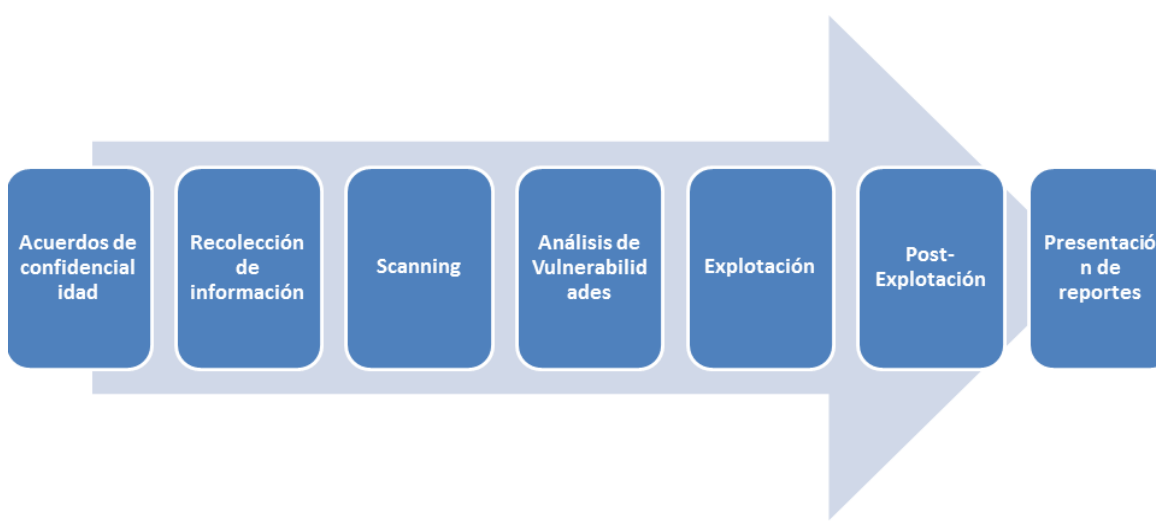 Acuerdos de
confidencial
idad
Recolección
de
información
Scanning
Análisis de
Vulnerabilid
ades
Explotación
Post-
Explotación
Presentació
n de
reportes